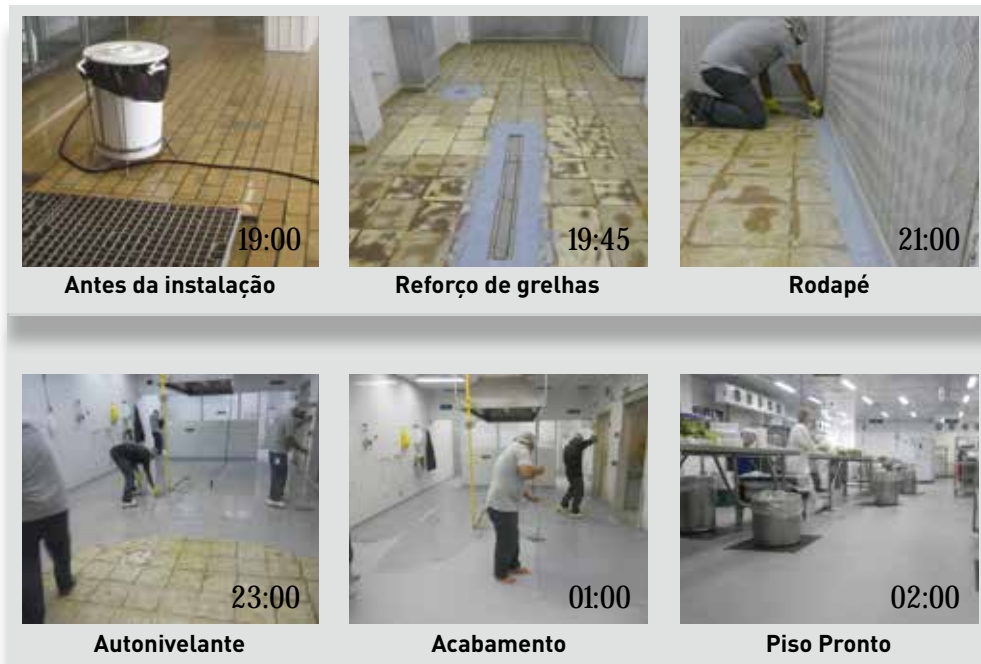 19:00
Antes da instalação
19:45
Reforço de grelhas
21:00
Rodapé
23:00
Autonivelante
01:00
Acabamento
02:00
Piso Pronto